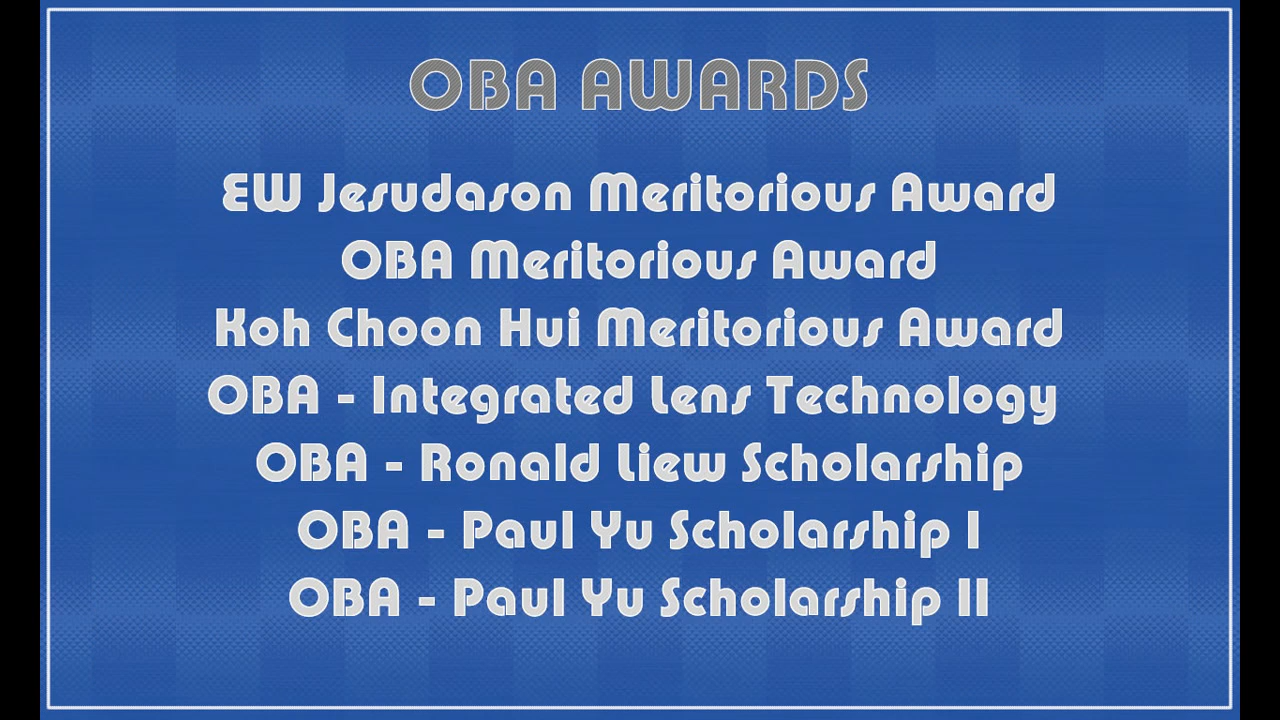 OBA AWARDS
EW Jesudason Meritorious Award
OBA Meritorious Award
Koh Choon Hui Meritorious Award
OBA - Integrated Lens Technology
OBA - Ronald Liew Scholarship
OBA - Paul Yu Scholarship I
OBA - Paul Yu Scholarship II